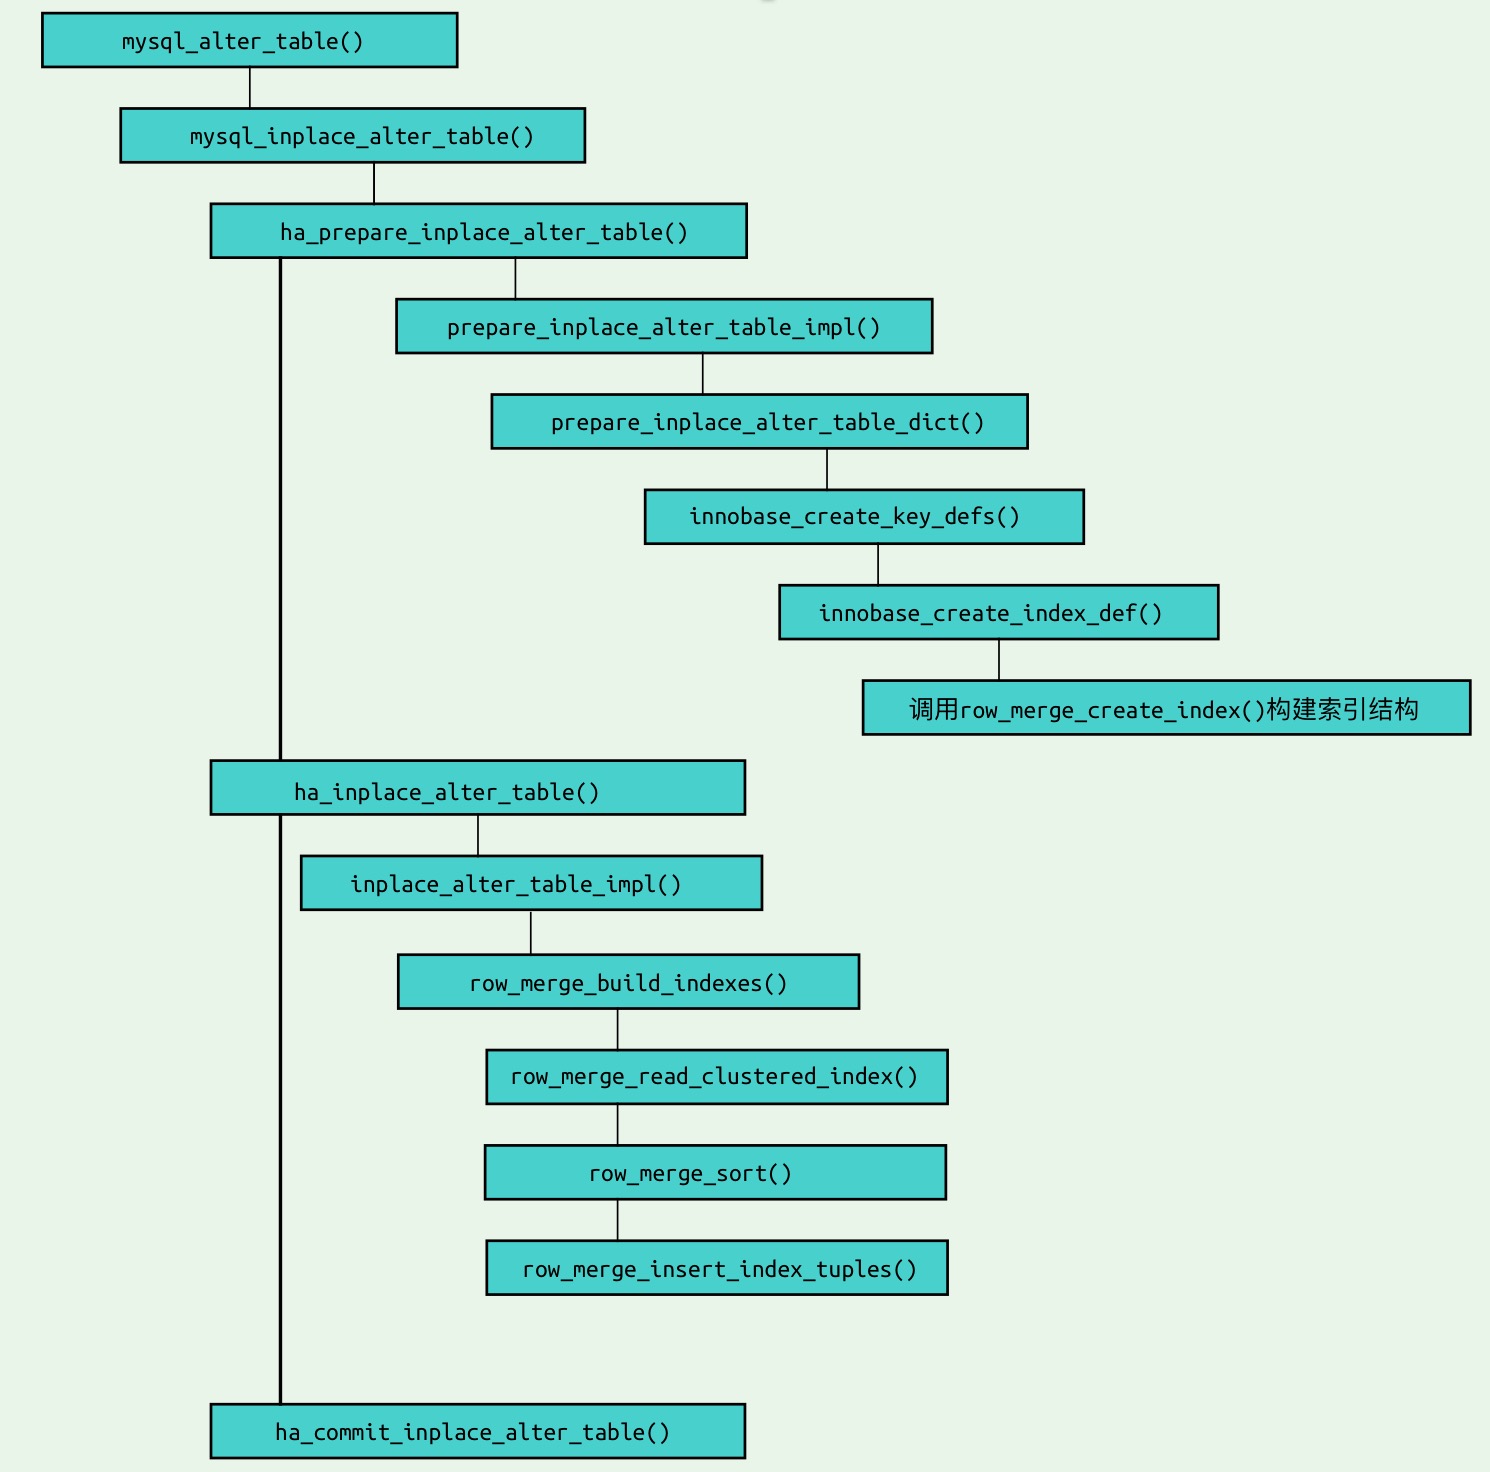 mysql_alter_table()
mysql_inplace_alter_table()
ha_prepare_inplace_alter_table()
prepare_inplace_alter_table_impl()
prepare_inplace_alter_table_dict()
innobase_create_key_defs()
innobase_create_index_def()
调用row_merge_create_index()构建索引结构
ha_inplace_alter_table()
inplace_alter_table_impl()
row_merge_build_indexes()
row_merge_read_clustered_index()
row_merge_sort()
row_merge_insert_index_tuples()
ha_commit_inplace_alter_table()